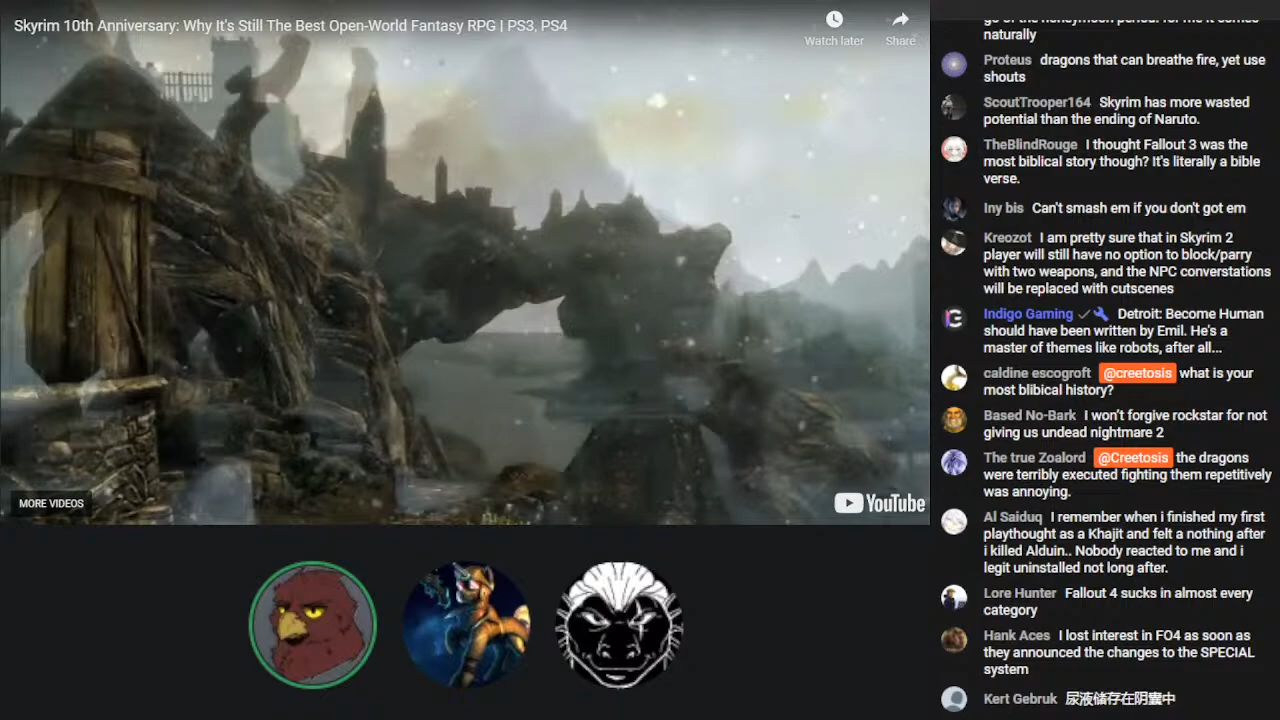 Skyrim 10th Anniversary: Why It's Still The Best Open-World Fantasy RPG | PS3, PS4
Watch later
Share
MORE VIDEOS
YouTube
go of the honeymoon period. for me it comes
naturally
Proteus dragons that can breathe fire, yet use
shouts
ScoutTrooper164 Skyrim has more wasted
potential than the ending of Naruto.
TheBlindRouge I thought Fallout 3 was the
most biblical story though? It's literally a bible
verse.
Iny bis Can't smash em if you don't got em
Kreozot I am pretty sure that in Skyrim 2
player will still have no option to block/parry
with two weapons, and the NPC converstations
will be replaced with cutscenes
Indigo Gaming Detroit: Become Human
should have been written by Emil. He's a
master of themes like robots, after all...
caldine escogroft @creetosis what is your
most blibical history?
Based No-Bark I won't forgive rockstar for not
giving us undead nightmare 2
The true Zoalord @Creetosis the dragons
were terribly executed fighting them repetitively
was annoying.
Al Saiduq I remember when i finished my first
playthought as a Khajit and felt a nothing after
i killed Alduin.. Nobody reacted to me and i
legit uninstalled not long after.
Lore Hunter Fallout 4 sucks in almost every
category
Hank Aces I lost interest in FO4 as soon as
they announced the changes to the SPECIAL
system
Kert Gebruk 尿液储存在阴囊中